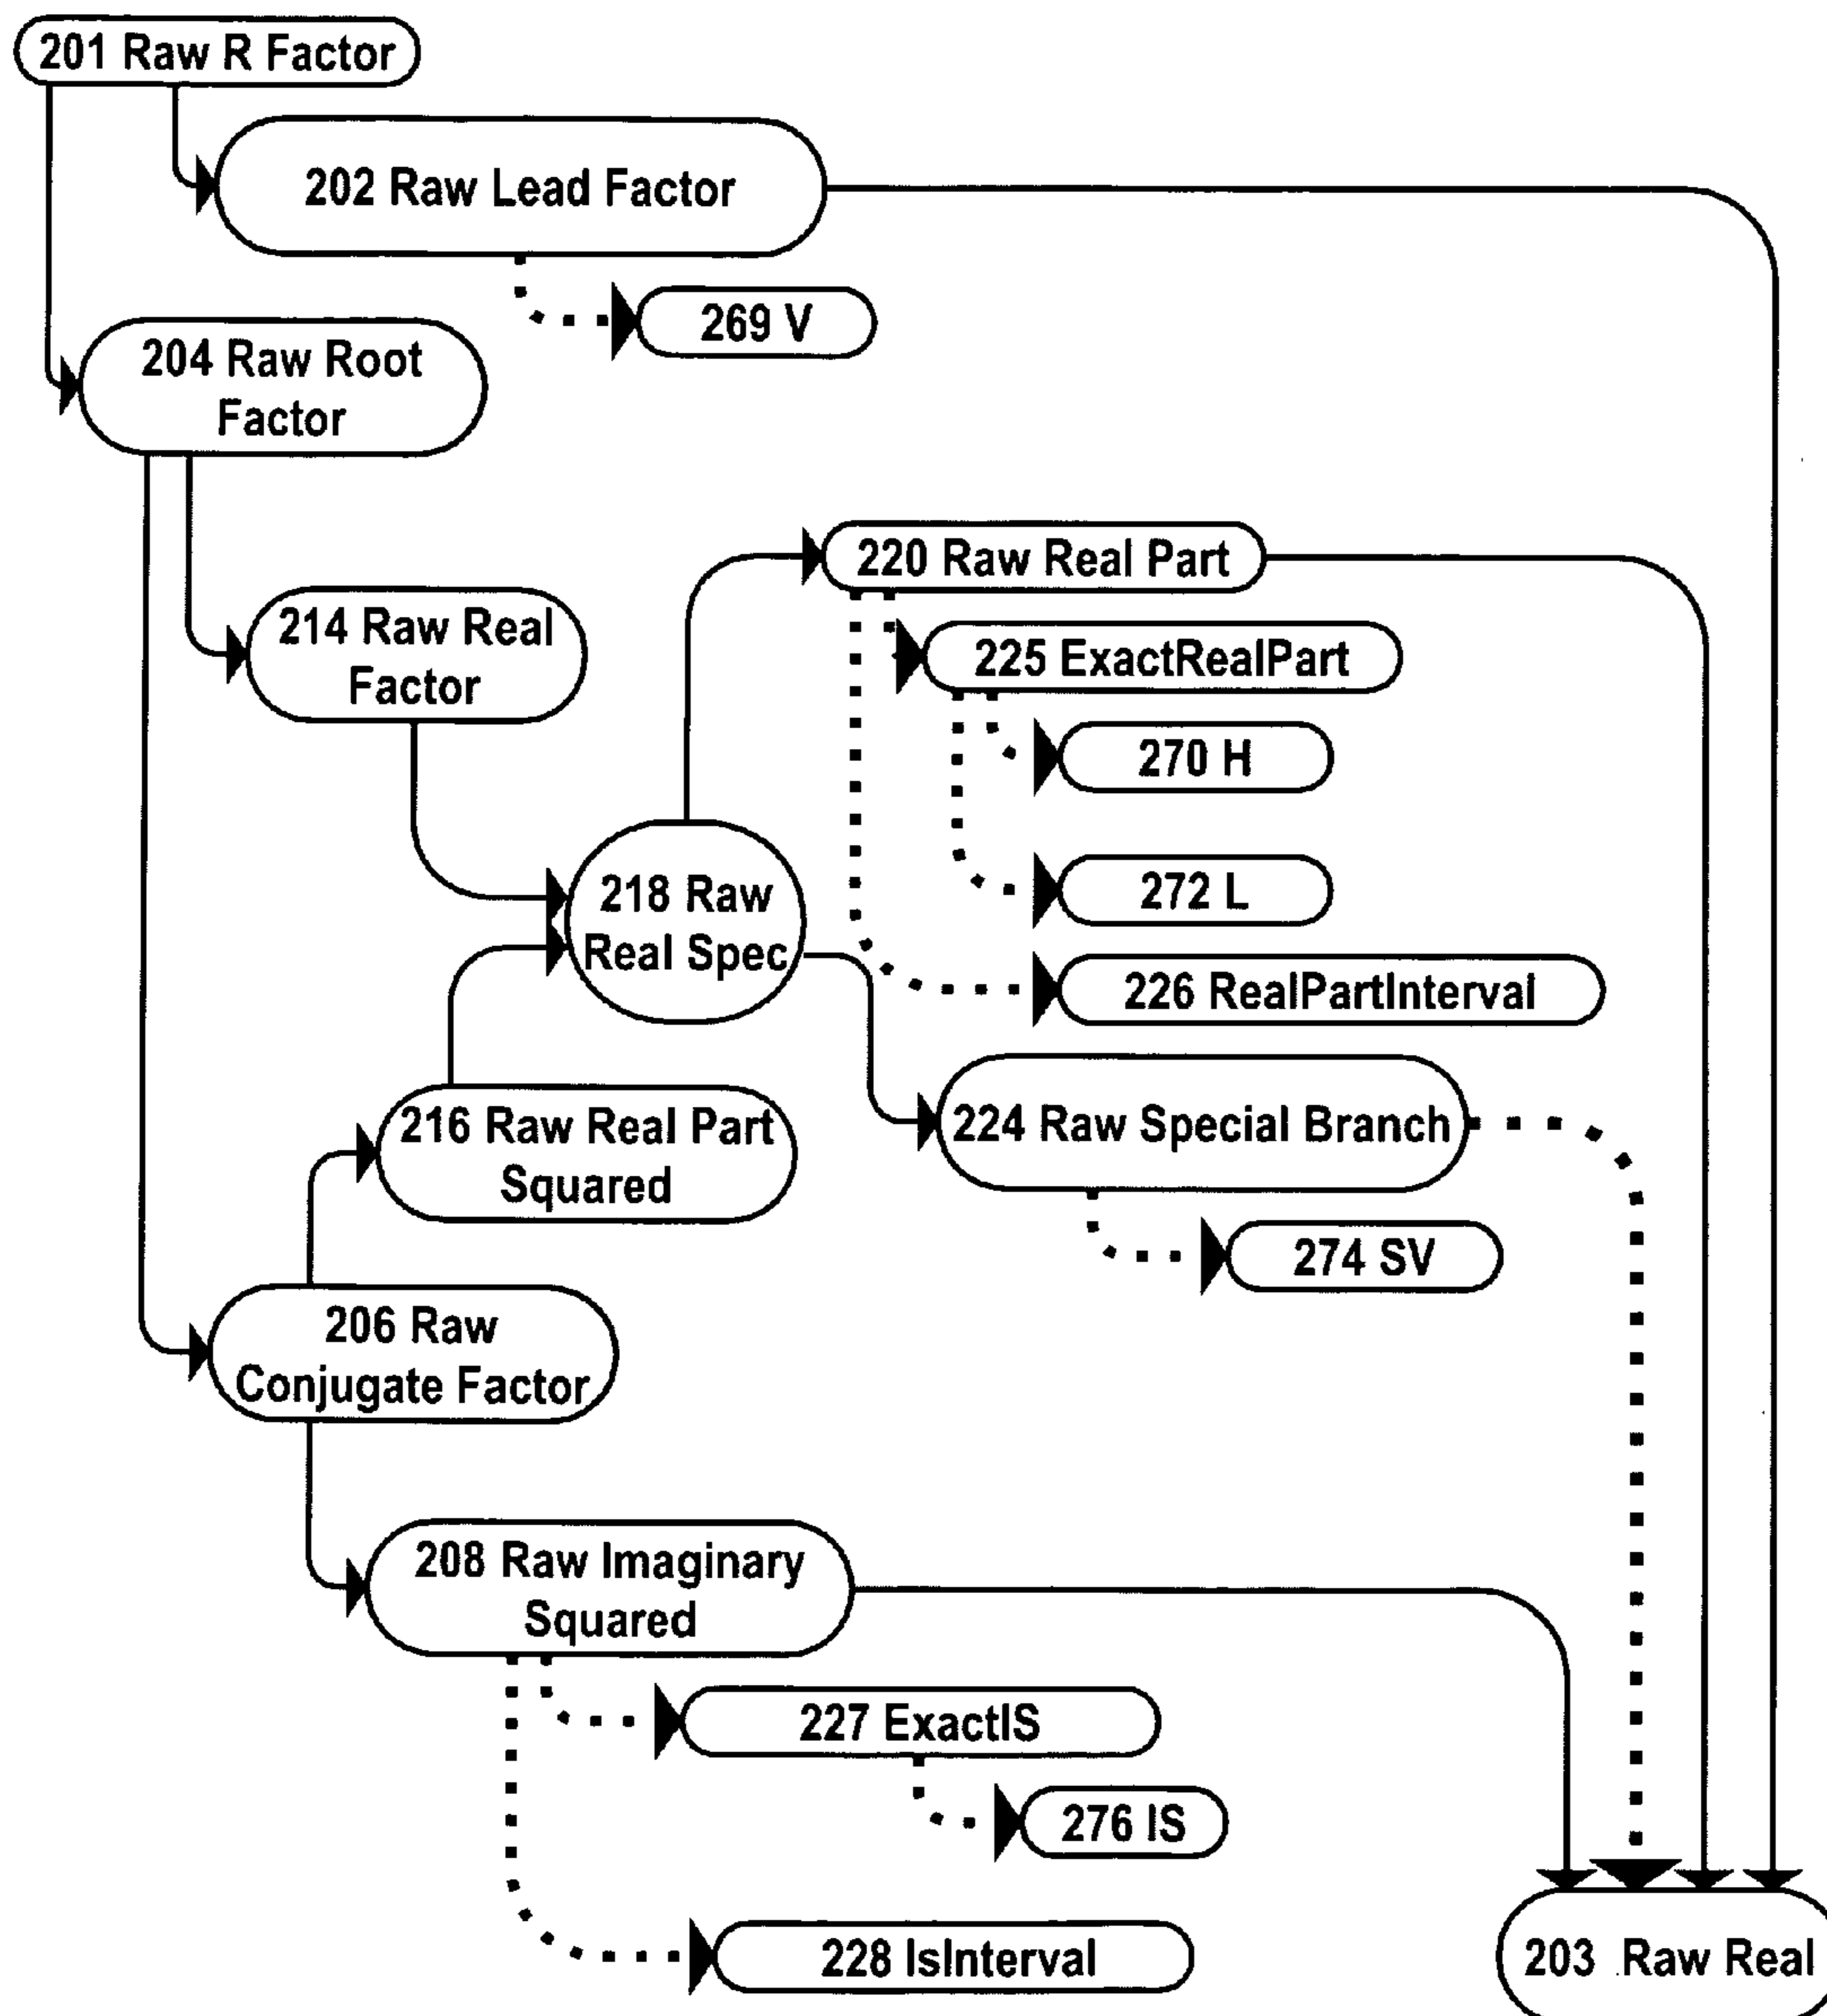 201 Raw R Factor
202 Raw Lead Factor
269 V
204 Raw Root
Factor
220 Raw Real Part
214 Raw Real
Factor
225 ExactRealPart
270 H
272 L
218 Raw
Real Spec
226 RealPartInterval
216 Raw Real Part
Squared
224 Raw Special Branch
274 SV
206 Raw
Conjugate Factor
208 Raw Imaginary
Squared
227 ExactIS
276 IS
228 IsInterval
203 Raw Real